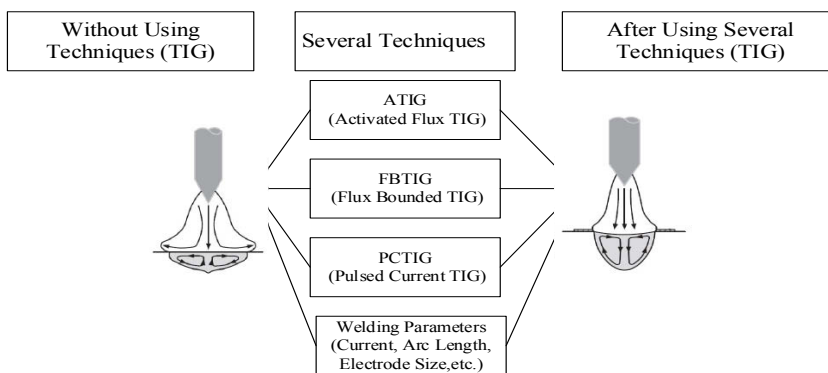 Without Using
Techniques (TIG)
Several Techniques
After Using Several
Techniques (TIG)
ATIG
(Activated Flux TIG)
FBTIG
(Flux Bounded TIG)
PCTIG
(Pulsed Current TIG)
Welding Parameters
(Current, Arc Length,
Electrode Size,etc.)